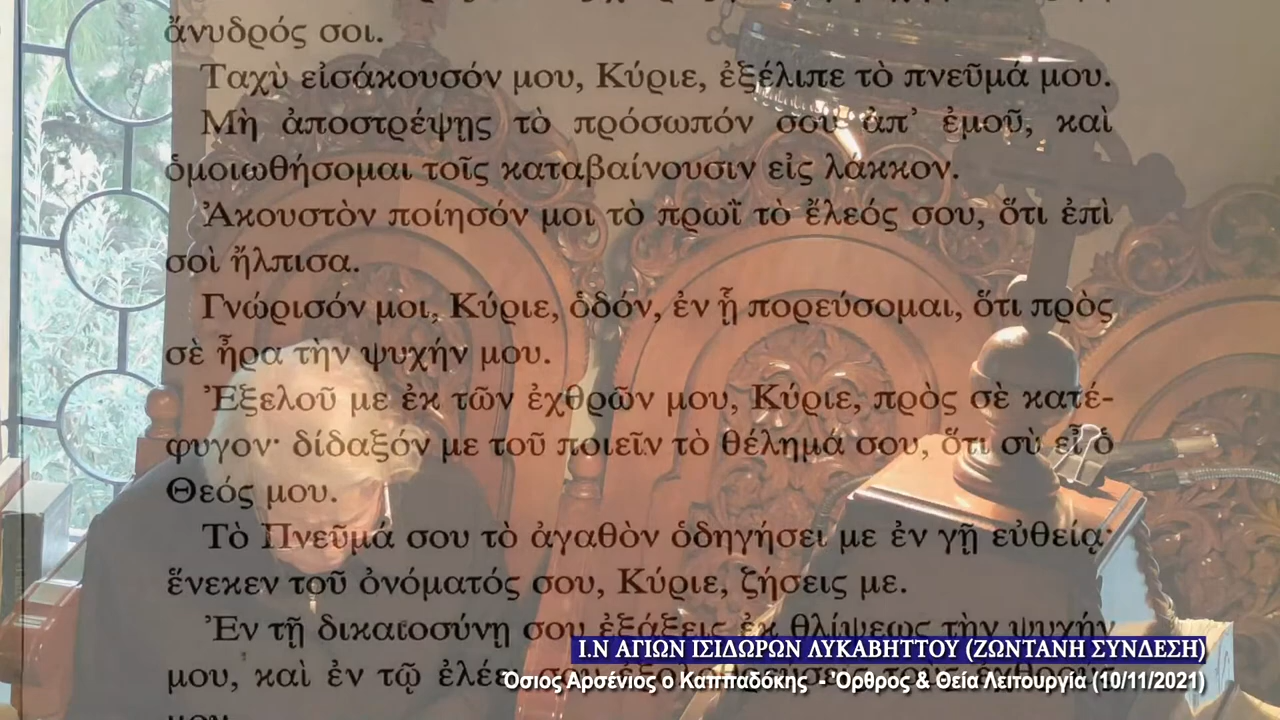 ἄνυδρός σοι.
Ταχὺ εἰσάκουσόν μου, Κύριε, ἐξέλιπε τὸ πνεῦμά μου.
Μὴ ἀποστρέψῃς τὸ πρόσωπόν σου ἀπ’ ἐμοῦ, καὶ
ὁμοιωθήσομαι τοῖς καταβαίνουσιν εἰς λάκκον.
Ἀκουστὸν ποίησόν μοι τὸ πρωῒ τὸ ἔλεός σου, ὅτι ἐπὶ
σοὶ ἤλπισα.
Γνώρισόν μοι, Κύριε, ὁδόν, ἐν ᾗ πορεύσομαι, ὅτι πρὸς
σὲ ἦρα τὴν ψυχήν μου.
Ἐξελοῦ με ἐκ τῶν ἐχθρῶν μου, Κύριε, πρὸς σὲ κατέ-
φυγον· δίδαξόν με τοῦ ποιεῖν τὸ θέλημά σου, ὅτι σὺ εἶ ὁ
Θεός μου.
Τὸ Πνεῦμά σου τὸ ἀγαθὸν ὁδηγήσει με ἐν γῇ εὐθείᾳ·
ἕνεκεν τοῦ ὀνόματός σου, Κύριε, ζήσεις με.
Ἐν τῇ δικαιοσύνῃ σου ἐξάξεις ἐκ θλίψεως τὴν ψυχήν
μου, καὶ ἐν τῷ ἐλέει
Ι.Ν ΑΓΙΩΝ ΙΣΙΔΩΡΩΝ ΛΥΚΑΒΗΤΤΟΥ (ΖΩΝΤΑΝΗ ΣΥΝΔΕΣΗ)
Όσιος Αρσένιος ο Καππαδόκης - Όρθρος & Θεία Λειτουργία (10/11/2021)